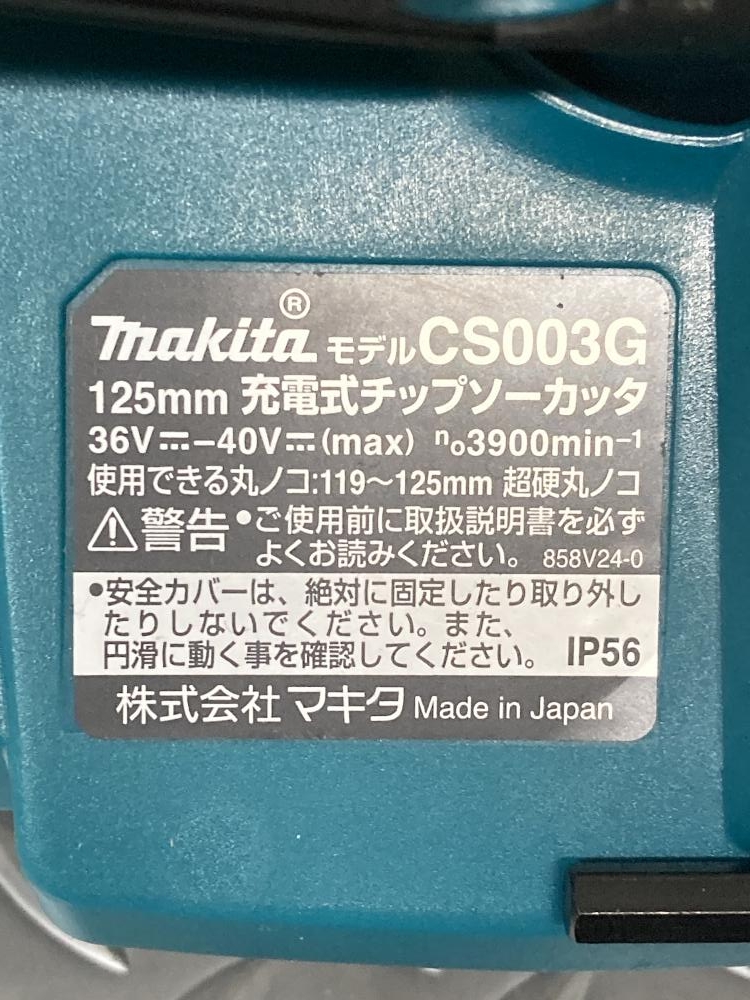 makita® モデル CS003G
125mm 充電式チップソーカッタ
36V⎓-40V⎓(max) n₀3900min⁻¹
使用できる丸ノコ:119～125mm 超硬丸ノコ
⚠警告 •ご使用前に取扱説明書を必ず
よくお読みください。 858V24-0
•安全カバーは、絶対に固定したり取り外し
たりしないでください。また、
円滑に動く事を確認してください。 IP56
株式会社マキタ Made in Japan